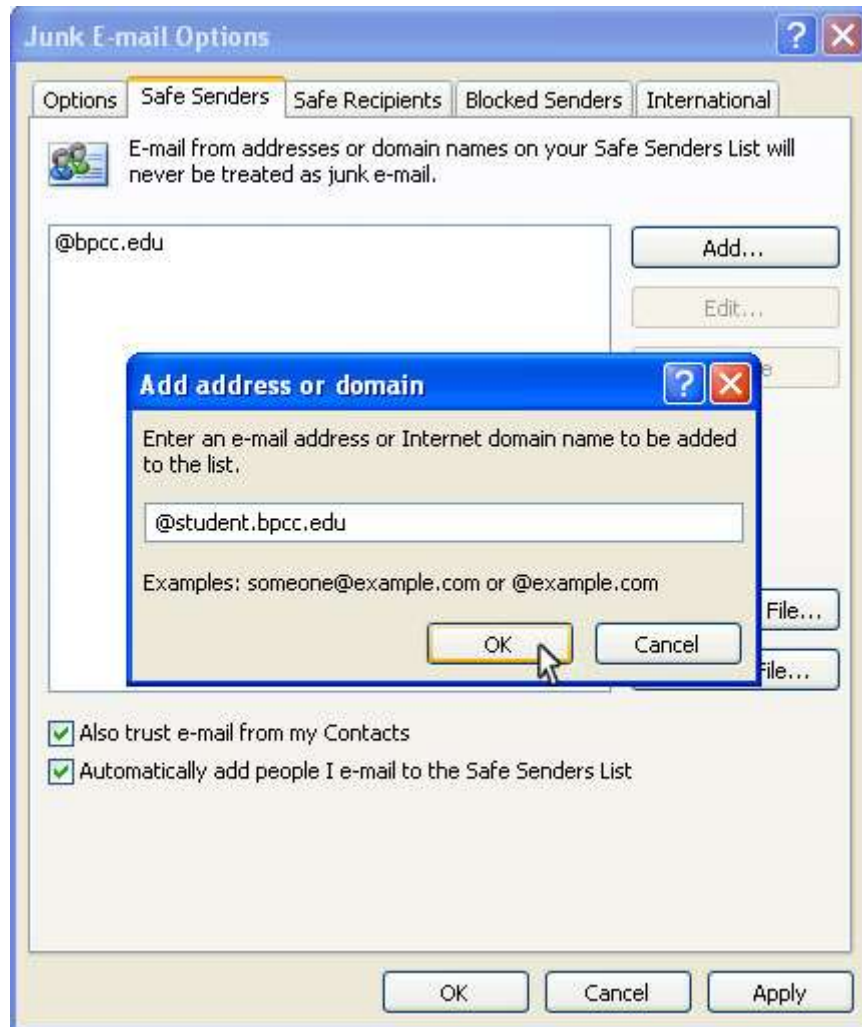 Junk E-mail Options
Options
Safe Senders
Safe Recipients
Blocked Senders
International
E-mail from addresses or domain names on your Safe Senders List will
never be treated as junk e-mail.
@bpcc.edu
Add...
Edit...
Add address or domain
Enter an e-mail address or Internet domain name to be added
to the list.
@student.bpcc.edu
Examples: someone@example.com or @example.com
OK
Cancel
File...
File...
Also trust e-mail from my Contacts
Automatically add people I e-mail to the Safe Senders List
OK
Cancel
Apply